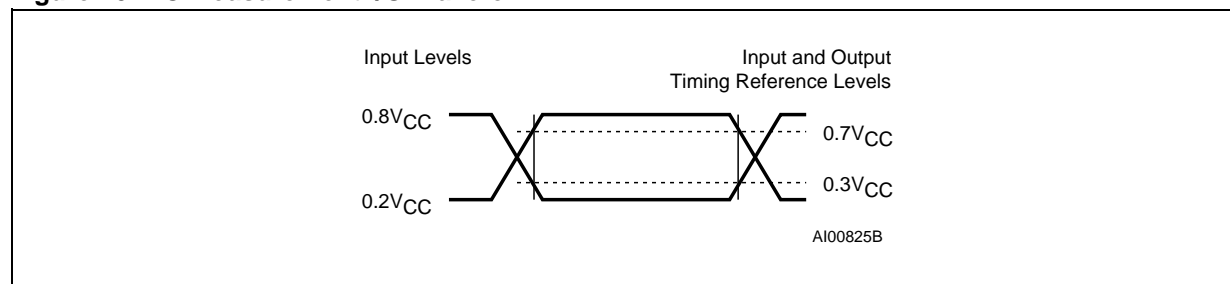 Input Levels
Input and Output
Timing Reference Levels
0.8VCC
0.7VCC
0.3VCC
0.2VCC
AI00825B